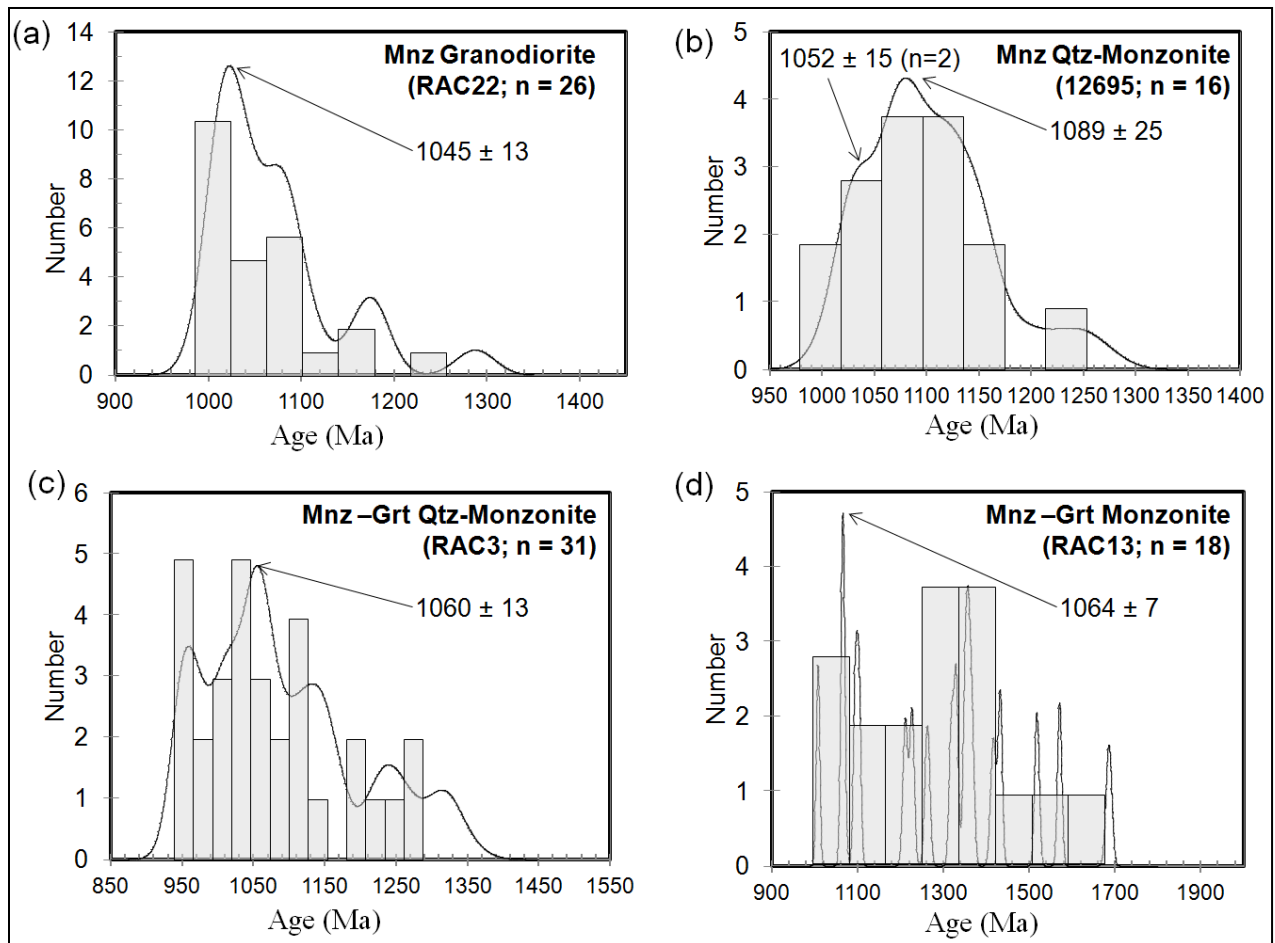 (a)
Mnz Granodiorite
(RAC22; n = 26)
1045 ± 13
Number
14
12
10
8
6
4
2
0
900 1000 1100 1200 1300 1400
Age (Ma)
(b)
Mnz Qtz-Monzonite
(12695; n = 16)
1052 ± 15 (n=2)
1089 ± 25
Number
5
4
3
2
1
0
950 1000 1050 1100 1150 1200 1250 1300 1350 1400
Age (Ma)
(c)
Mnz –Grt Qtz-Monzonite
(RAC3; n = 31)
1060 ± 13
Number
6
5
4
3
2
1
0
850 950 1050 1150 1250 1350 1450 1550
Age (Ma)
(d)
Mnz –Grt Monzonite
(RAC13; n = 18)
1064 ± 7
Number
5
4
3
2
1
0
900 1100 1300 1500 1700 1900
Age (Ma)